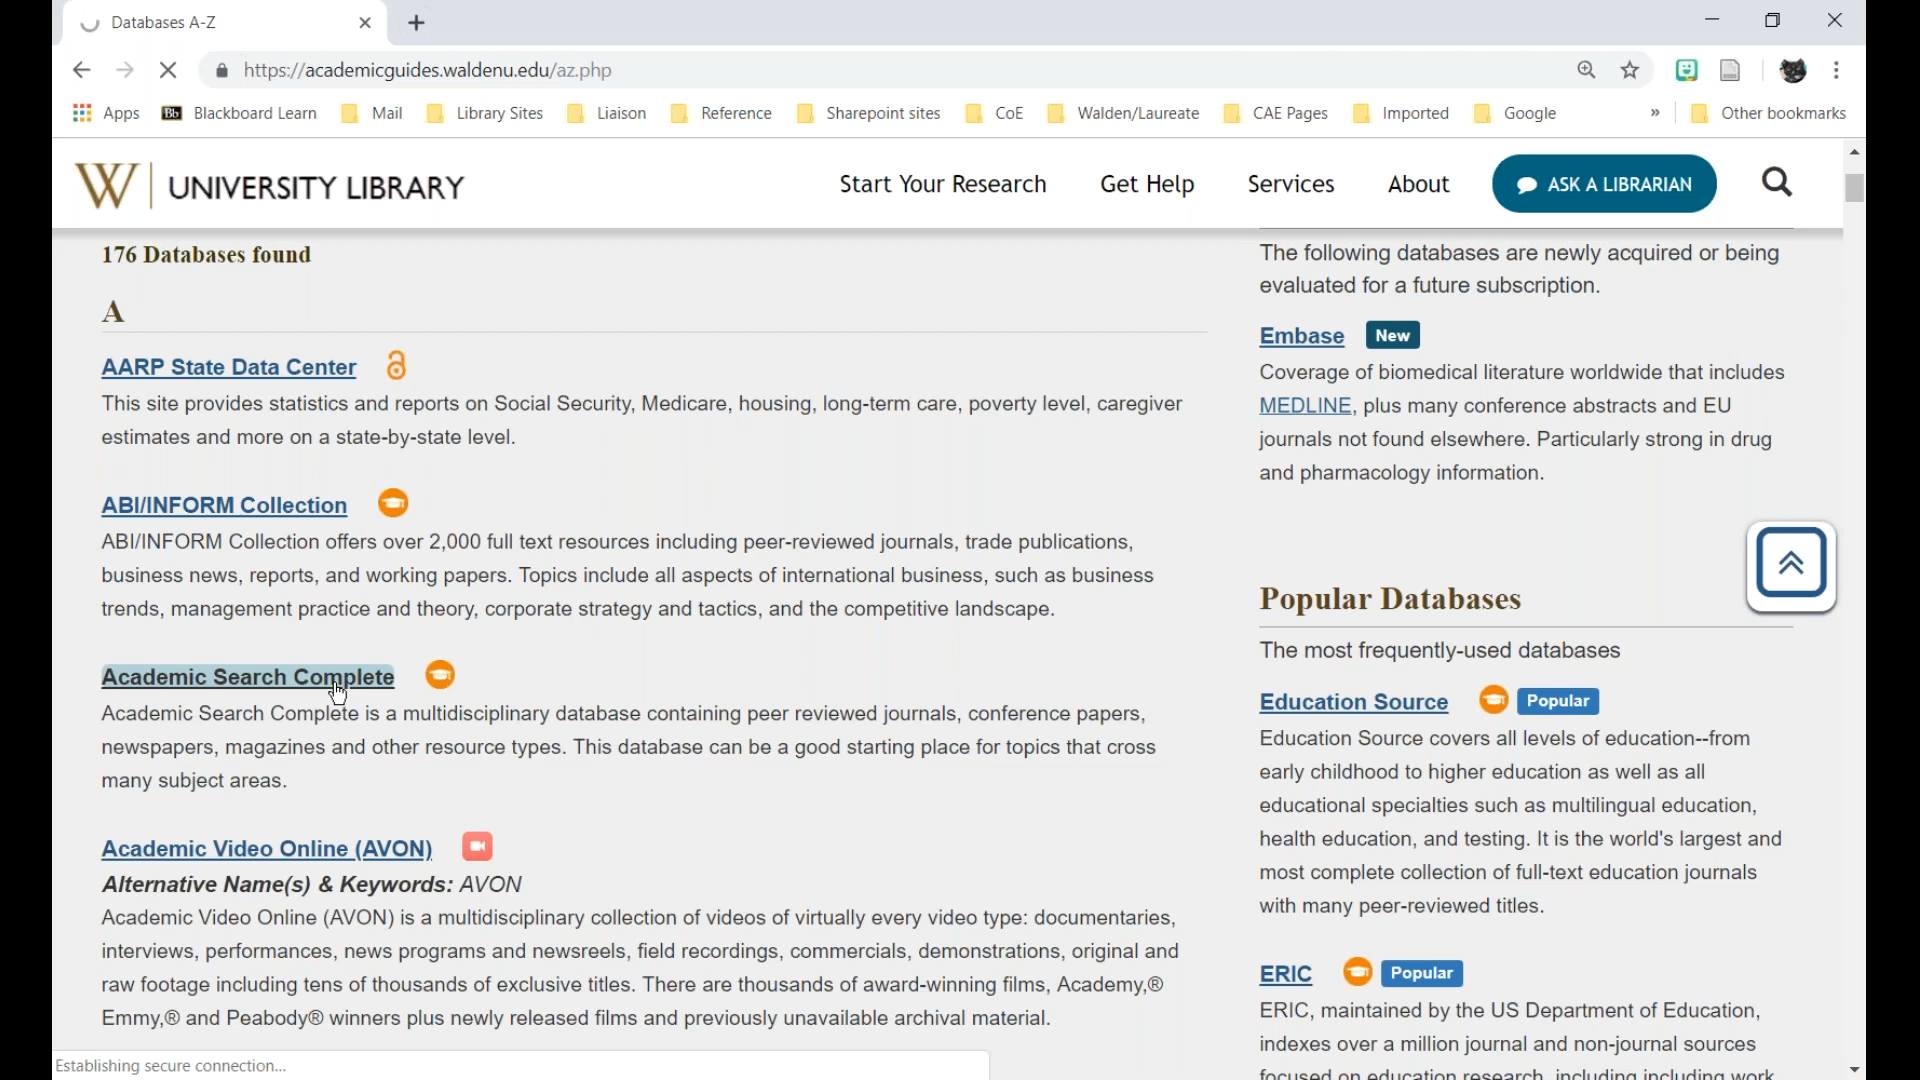 Databases A-Z
https://academicguides.waldenu.edu/az.php
Apps
Bb Blackboard Learn
Mail
Library Sites
Liaison
Reference
Sharepoint sites
CoE
Walden/Laureate
CAE Pages
Imported
Google
»
Other bookmarks
W UNIVERSITY LIBRARY
Start Your Research
Get Help
Services
About
ASK A LIBRARIAN
176 Databases found
A
AARP State Data Center
This site provides statistics and reports on Social Security, Medicare, housing, long-term care, poverty level, caregiver
estimates and more on a state-by-state level.
ABI/INFORM Collection
ABI/INFORM Collection offers over 2,000 full text resources including peer-reviewed journals, trade publications,
business news, reports, and working papers. Topics include all aspects of international business, such as business
trends, management practice and theory, corporate strategy and tactics, and the competitive landscape.
Academic Search Complete
Academic Search Complete is a multidisciplinary database containing peer reviewed journals, conference papers,
newspapers, magazines and other resource types. This database can be a good starting place for topics that cross
many subject areas.
Academic Video Online (AVON)
Alternative Name(s) & Keywords: AVON
Academic Video Online (AVON) is a multidisciplinary collection of videos of virtually every video type: documentaries,
interviews, performances, news programs and newsreels, field recordings, commercials, demonstrations, original and
raw footage including tens of thousands of exclusive titles. There are thousands of award-winning films, Academy,®
Emmy,® and Peabody® winners plus newly released films and previously unavailable archival material.
The following databases are newly acquired or being
evaluated for a future subscription.
Embase New
Coverage of biomedical literature worldwide that includes
MEDLINE, plus many conference abstracts and EU
journals not found elsewhere. Particularly strong in drug
and pharmacology information.
Popular Databases
The most frequently-used databases
Education Source Popular
Education Source covers all levels of education--from
early childhood to higher education as well as all
educational specialties such as multilingual education,
health education, and testing. It is the world's largest and
most complete collection of full-text education journals
with many peer-reviewed titles.
ERIC Popular
ERIC, maintained by the US Department of Education,
indexes over a million journal and non-journal sources
focused on education research, including including work
Establishing secure connection...